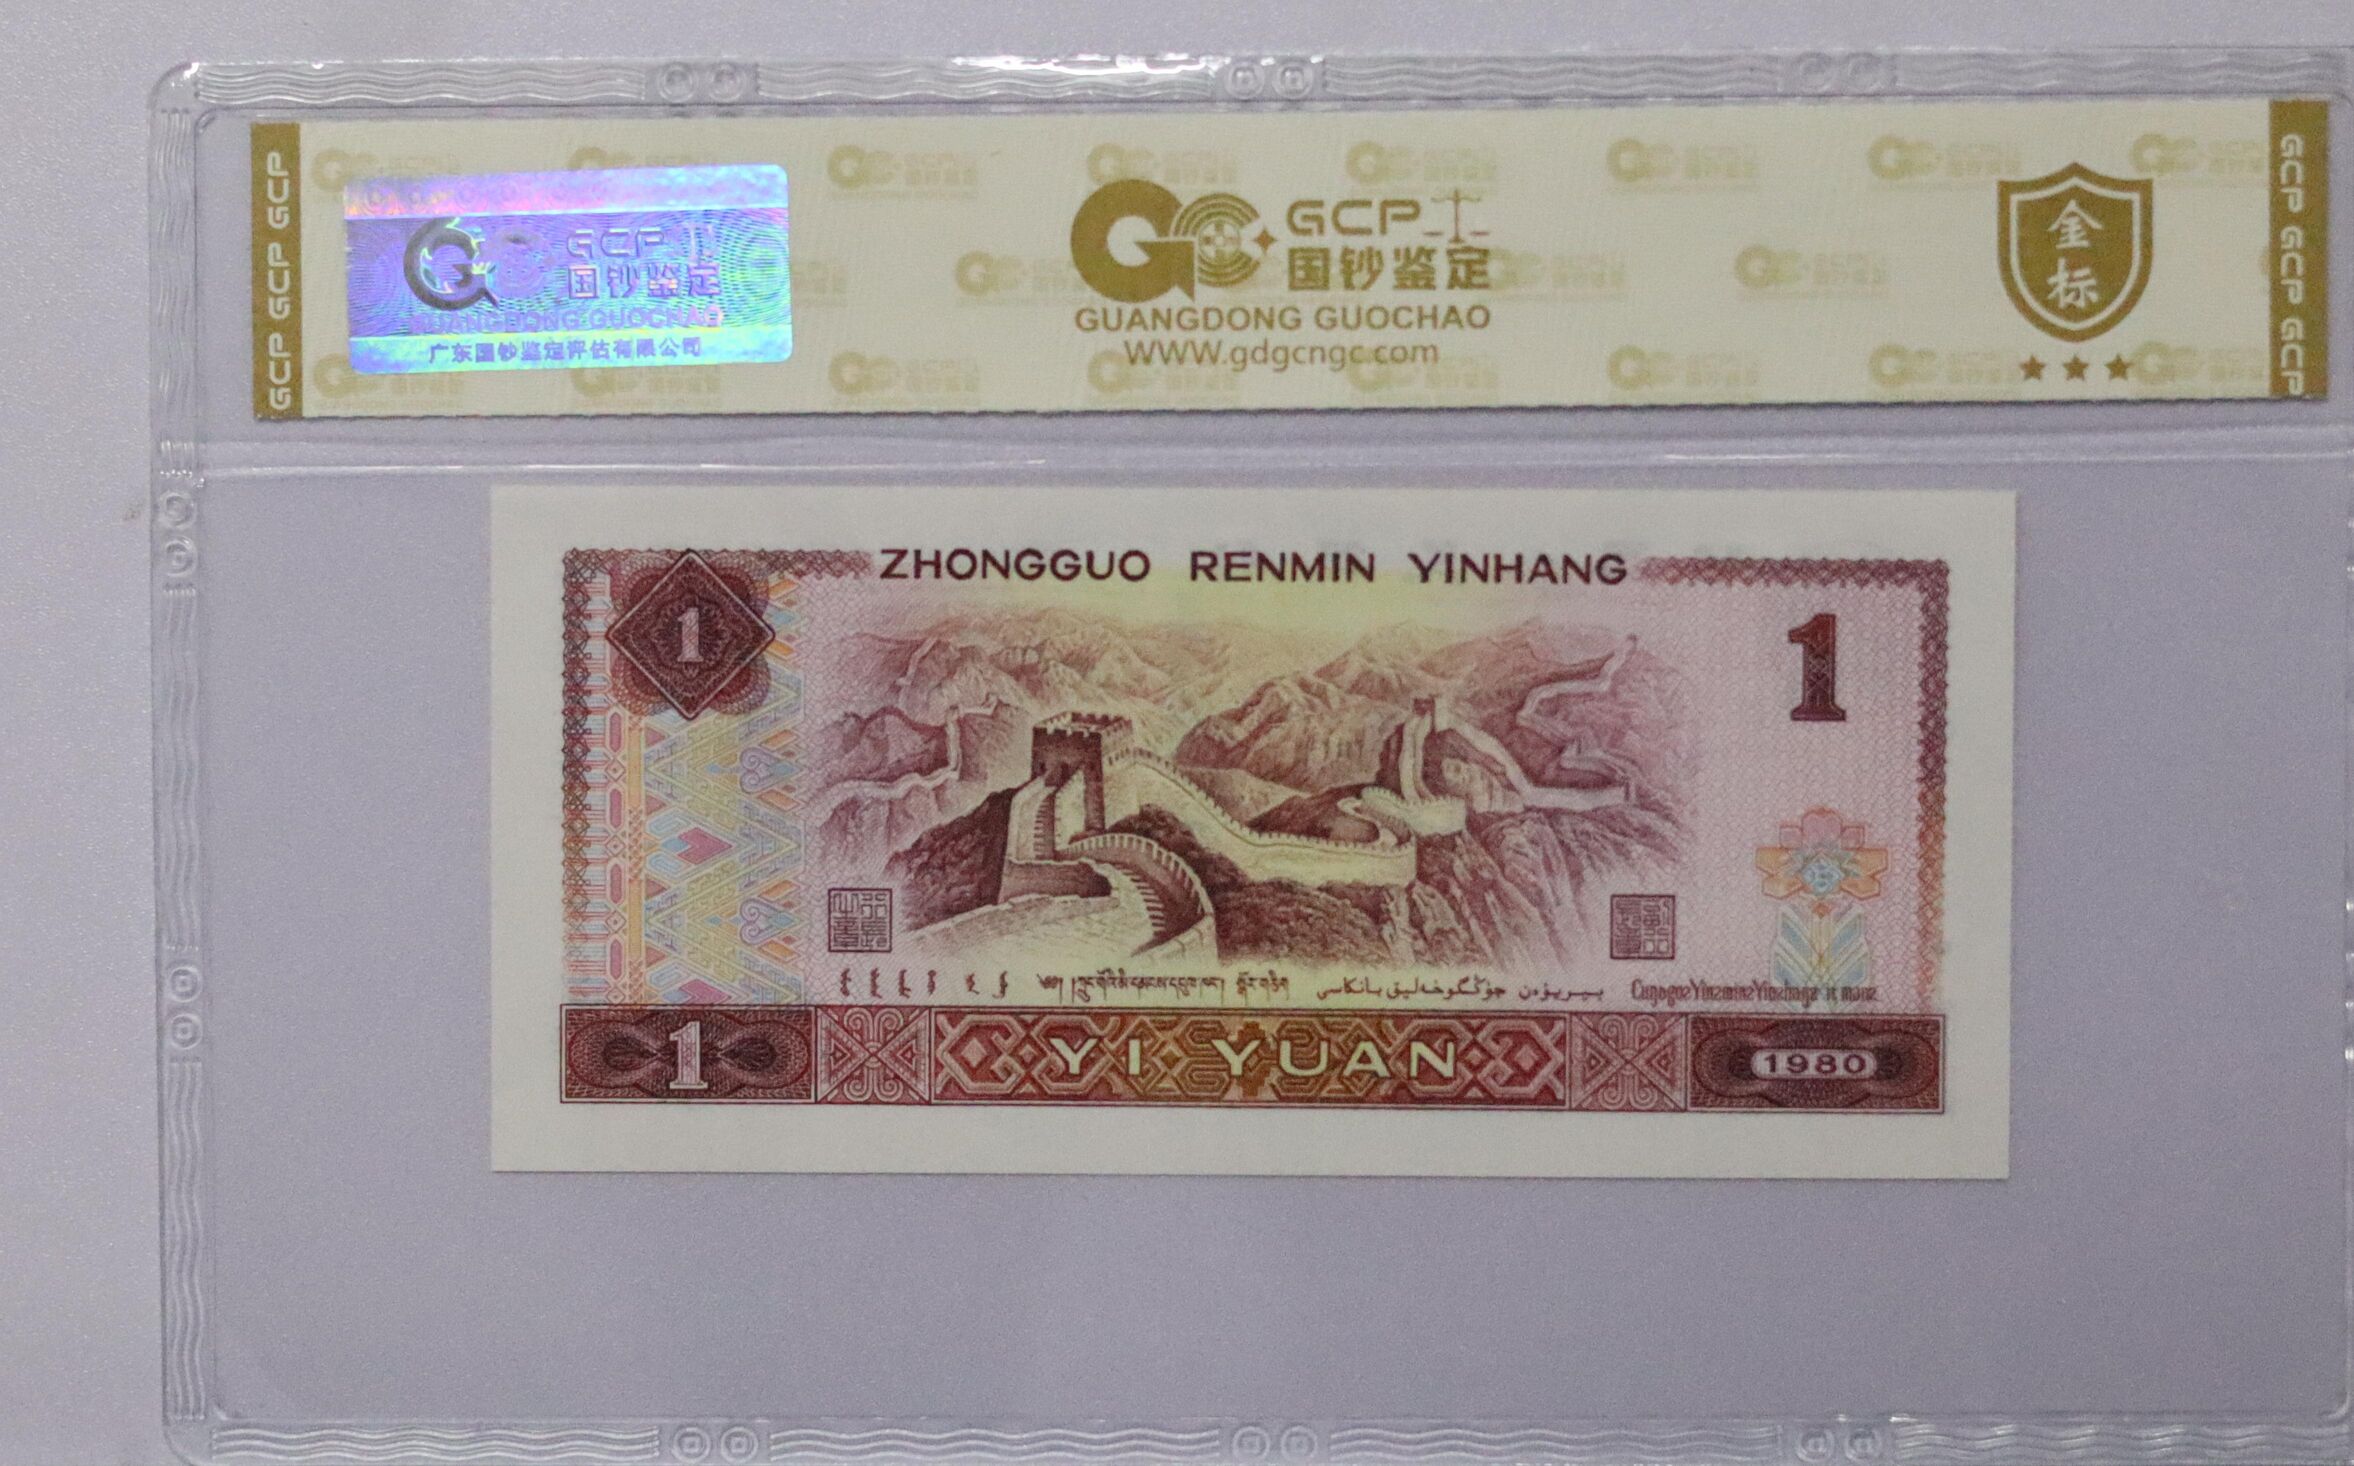 GCP GCP GCP
GCP
国钞鉴定
GUANGDONG GUOCHAO
广东国钞鉴定评估有限公司
GCP
国钞鉴定
GUANGDONG GUOCHAO
WWW.gdgcngc.com
金
标
GCP GCP GCP
ZHONGGUO RENMIN YINHANG
1
1
1
YI YUAN
1980